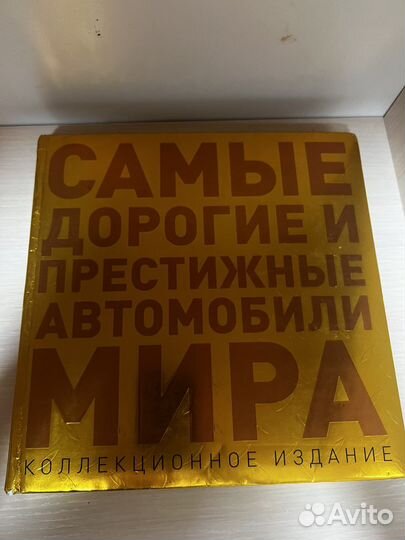 САМЫЕ
ДОРОГИЕ И
ПРЕСТИЖНЫЕ
АВТОМОБИЛИ
МИРА
КОЛЛЕКЦИОННОЕ ИЗДАНИЕ
Avito